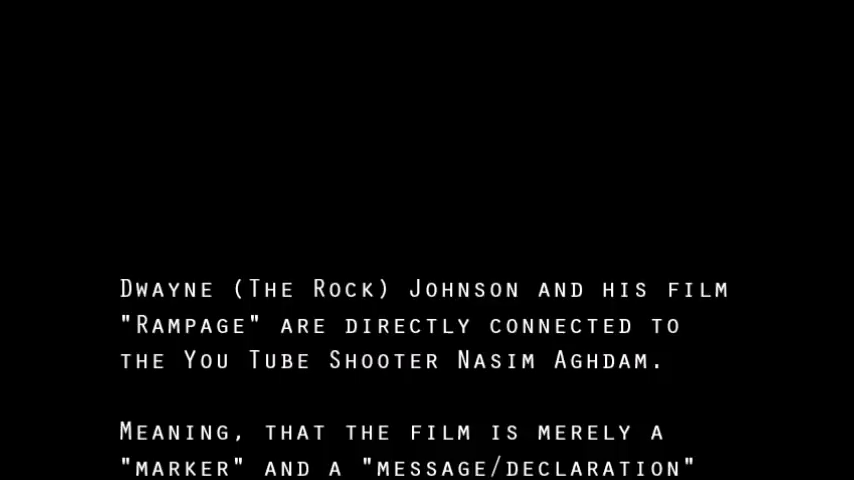 Dwayne (The Rock) Johnson and his film
"Rampage" are directly connected to
the You Tube Shooter Nasim Aghdam.
Meaning, that the film is merely a
"marker" and a "message/declaration"